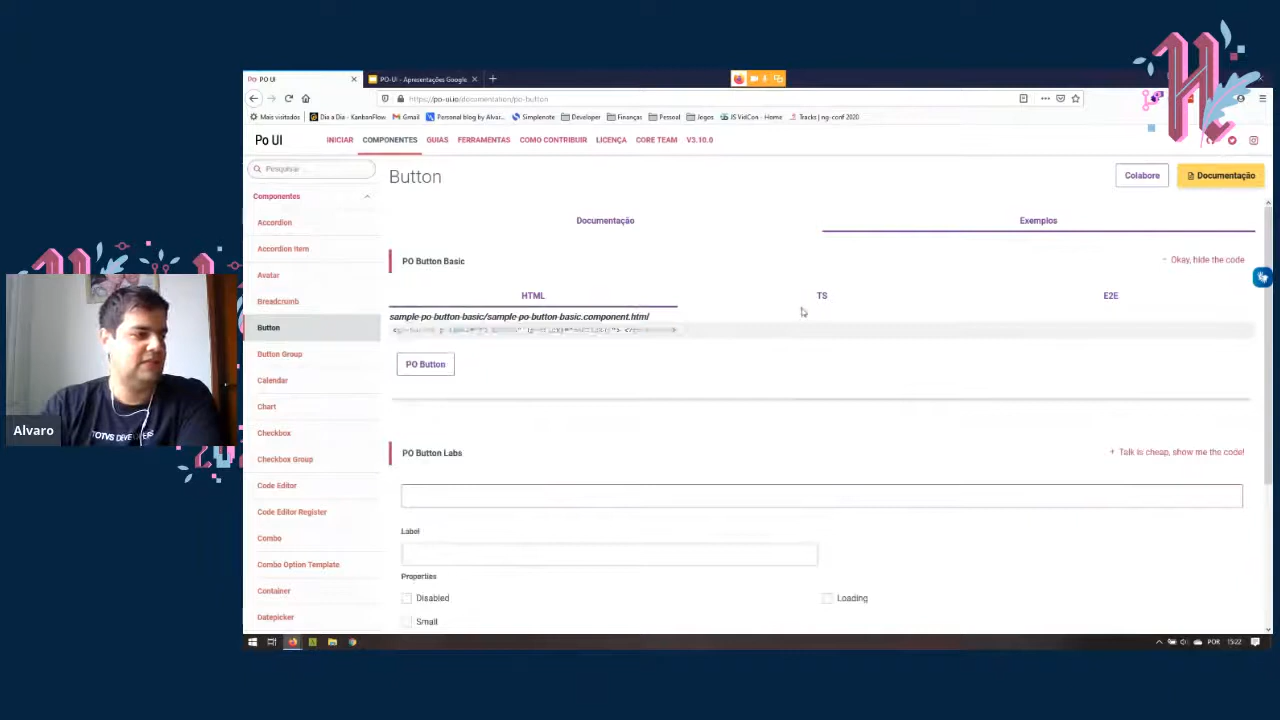 PO UI
PO-UI - Apresentações Google
https://po-ui.io/documentation/po-button
Mais visitados
Dia a Dia - KanbanFlow
Gmail
Personal blog by Alvar...
Simplenote
Developer
Finanças
Pessoal
Jogos
JS VidCon - Home
Tracks | ng-conf 2020
Po UI
INICIAR
COMPONENTES
GUIAS
FERRAMENTAS
COMO CONTRIBUIR
LICENÇA
CORE TEAM
V3.10.0
Pesquisar
Componentes
Accordion
Accordion Item
Avatar
Breadcrumb
Button
Button Group
Calendar
Chart
Checkbox
Checkbox Group
Code Editor
Code Editor Register
Combo
Combo Option Template
Container
Datepicker
Button
Colabore
Documentação
Documentação
Exemplos
PO Button Basic
- Okay, hide the code
HTML
TS
E2E
sample-po-button-basic/sample-po-button-basic.component.html
PO Button
PO Button Labs
+ Talk is cheap, show me the code!
Label
Properties
Disabled
Loading
Small
POR
15:22
Alvaro
TOTVS DEVELOPERS
H